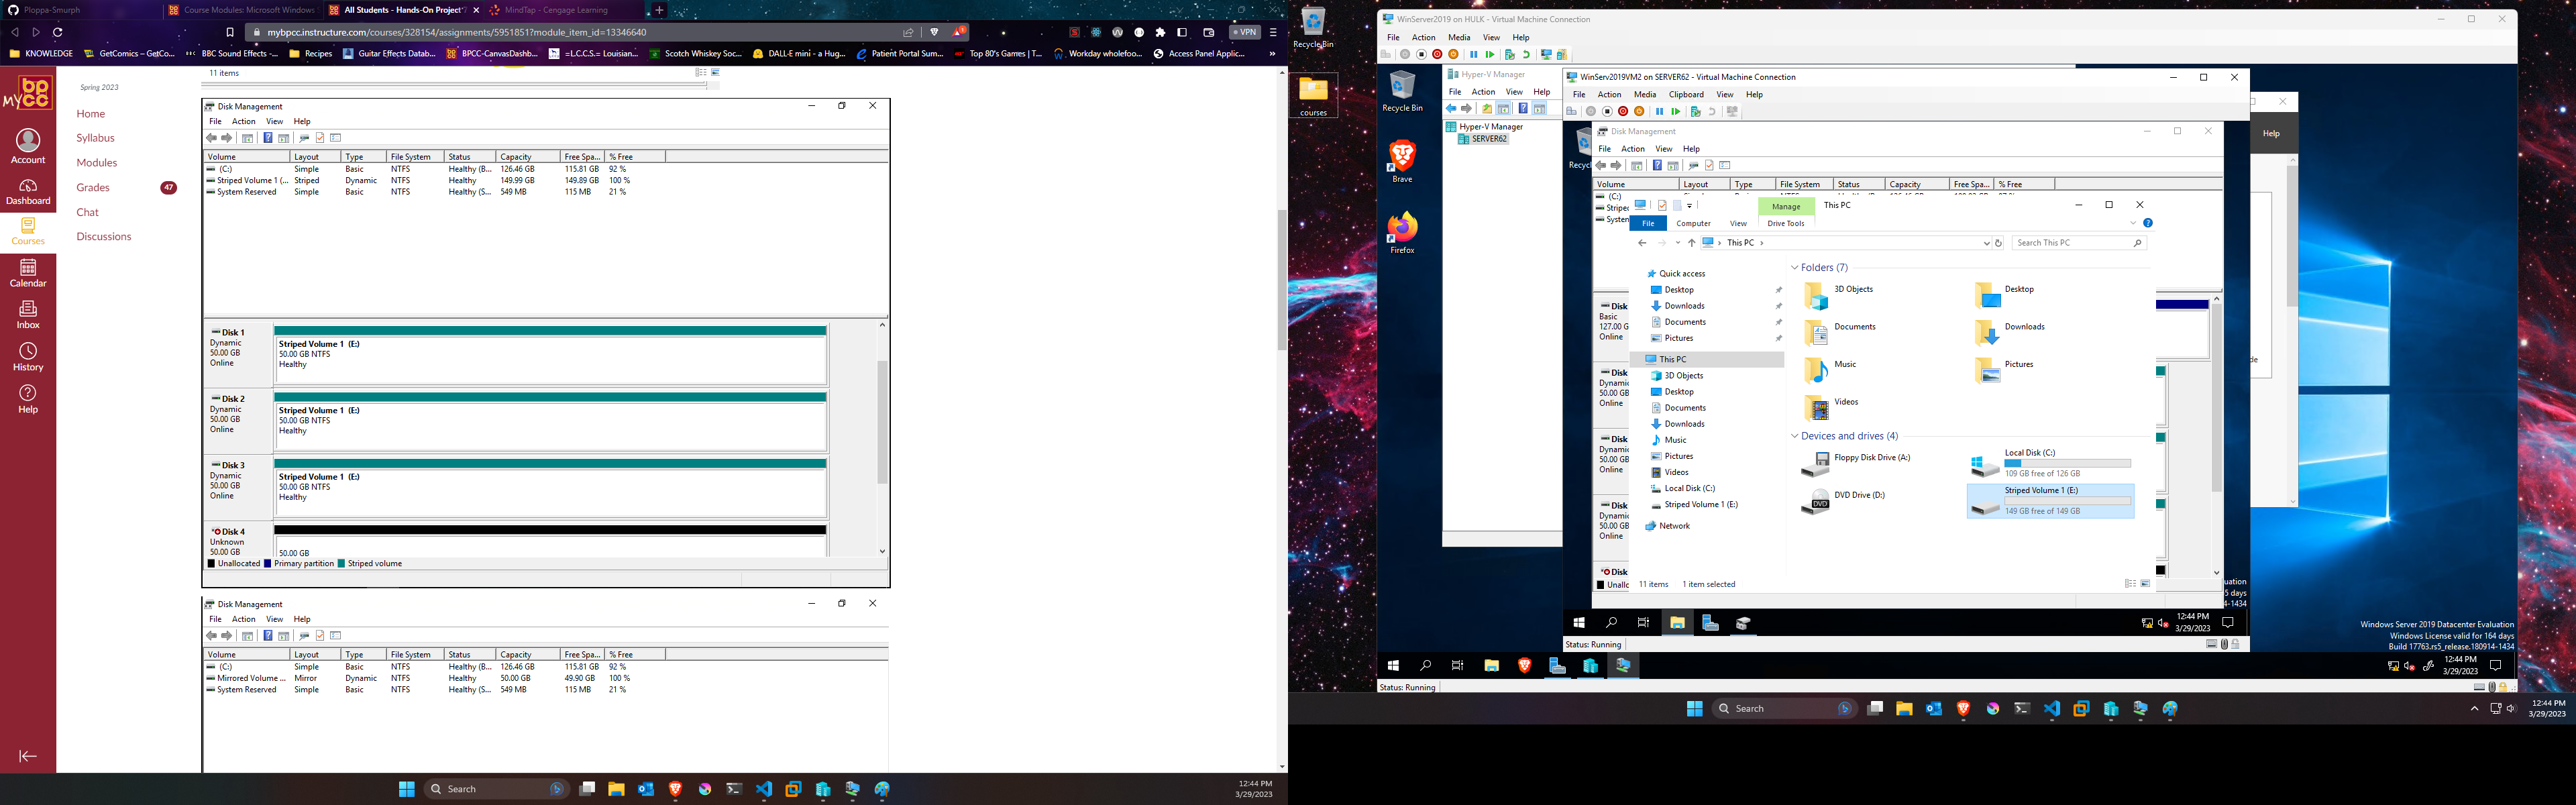 Ploppa-Smurph
Course Modules: Microsoft Windows
All Students - Hands-On Project
MindTap - Cengage Learning
mybpcc.instructure.com/courses/328154/assignments/5951851?module_item_id=13346640
VPN
KNOWLEDGE
GetComics – GetCo...
BBC Sound Effects -...
Recipes
Guitar Effects Datab...
BPCC-CanvasDashb...
=L.C.C.S.= Louisian...
Scotch Whiskey Soc...
DALL·E mini - a Hug...
Patient Portal Sum...
Top 80's Games | T...
Workday wholefoo...
Access Panel Applic...
MY bpcc
Account
Dashboard
Courses
Calendar
Inbox
History
Help
Spring 2023
Home
Syllabus
Modules
Grades
47
Chat
Discussions
11 items
Disk Management
File Action View Help
Volume Layout Type File System Status Capacity Free Spa... % Free
(C:) Simple Basic NTFS Healthy (B... 126.46 GB 115.81 GB 92 %
Striped Volume 1 (... Striped Dynamic NTFS Healthy 149.99 GB 149.89 GB 100 %
System Reserved Simple Basic NTFS Healthy (S... 549 MB 115 MB 21 %
Disk 1
Dynamic
50.00 GB
Online
Striped Volume 1 (E:)
50.00 GB NTFS
Healthy
Disk 2
Dynamic
50.00 GB
Online
Striped Volume 1 (E:)
50.00 GB NTFS
Healthy
Disk 3
Dynamic
50.00 GB
Online
Striped Volume 1 (E:)
50.00 GB NTFS
Healthy
Disk 4
Unknown
50.00 GB
50.00 GB
Unallocated Primary partition Striped volume
Disk Management
File Action View Help
Volume Layout Type File System Status Capacity Free Spa... % Free
(C:) Simple Basic NTFS Healthy (B... 126.46 GB 115.81 GB 92 %
Mirrored Volume ... Mirror Dynamic NTFS Healthy 50.00 GB 49.90 GB 100 %
System Reserved Simple Basic NTFS Healthy (S... 549 MB 115 MB 21 %
Search
12:44 PM
3/29/2023
Recycle Bin
courses
WinServer2019 on HULK - Virtual Machine Connection
File Action Media View Help
Recycle Bin
Brave
Firefox
Hyper-V Manager
File Action View Help
Hyper-V Manager
SERVER62
Help
WinServ2019VM2 on SERVER62 - Virtual Machine Connection
File Action Media Clipboard View Help
Disk Management
File Action View Help
Volume Layout Type File System Status Capacity Free Spa... % Free
(C:)
Striped
System
Disk
Basic
127.00 G
Online
Disk
Dynamic
50.00 G
Online
Disk
Dynamic
50.00 G
Online
Disk
Dynamic
50.00 G
Online
Disk
Unallo
Manage
This PC
File Computer View Drive Tools
This PC
Search This PC
Quick access
Desktop
Downloads
Documents
Pictures
This PC
3D Objects
Desktop
Documents
Downloads
Music
Pictures
Videos
Local Disk (C:)
Striped Volume 1 (E:)
Network
Folders (7)
3D Objects
Desktop
Documents
Downloads
Music
Pictures
Videos
Devices and drives (4)
Floppy Disk Drive (A:)
Local Disk (C:)
109 GB free of 126 GB
DVD Drive (D:)
Striped Volume 1 (E:)
149 GB free of 149 GB
11 items 1 item selected
12:44 PM
3/29/2023
Status: Running
Windows Server 2019 Datacenter Evaluation
Windows License valid for 164 days
Build 17763.rs5_release.180914-1434
12:44 PM
3/29/2023
Status: Running
Search
12:44 PM
3/29/2023